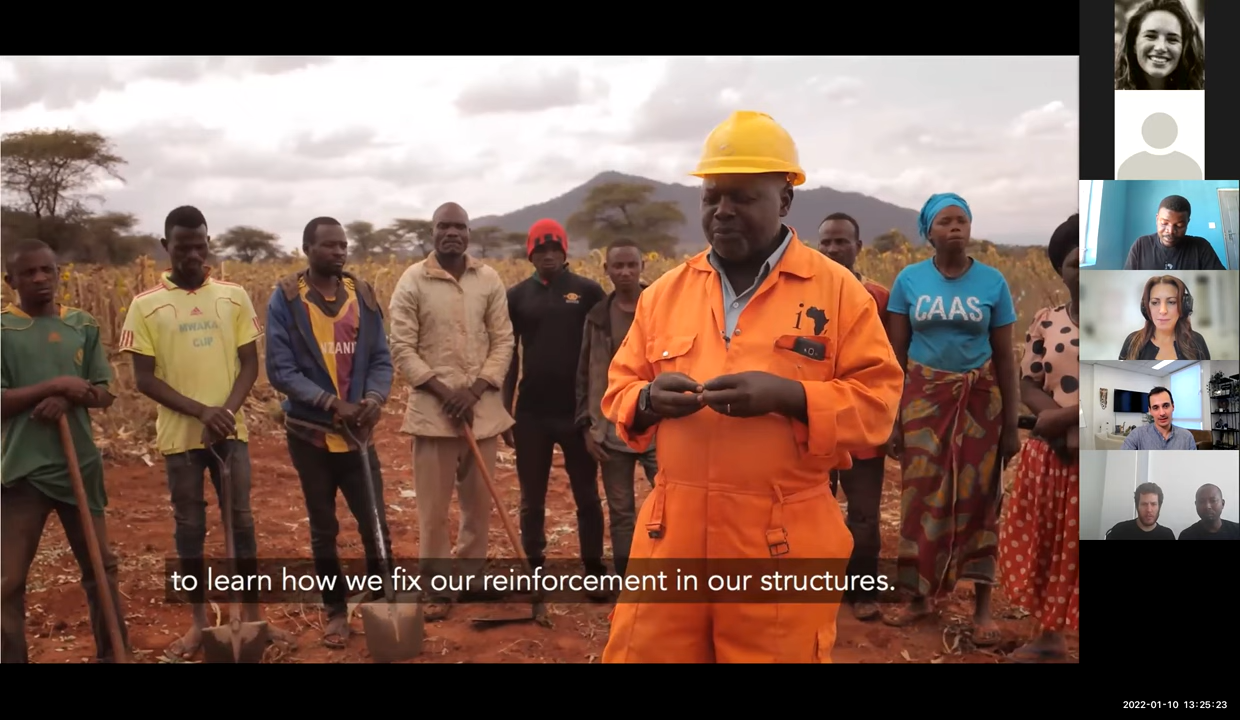 MWAKA
CUP
NZANI
i
CAAS
to learn how we fix our reinforcement in our structures.
2022-01-10 13:25:23